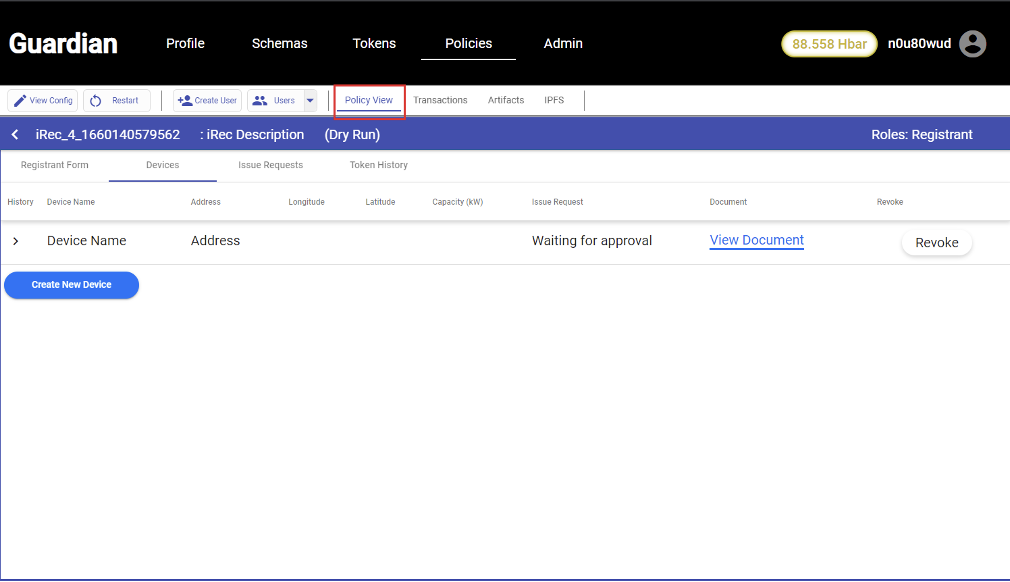 Guardian Profile Schemas Tokens Policies Admin 88.558 Hbar n0u80wud
View Config Restart Create User Users Policy View Transactions Artifacts IPFS
iRec_4_1660140579562 : iRec Description (Dry Run) Roles: Registrant
Registrant Form Devices Issue Requests Token History
History Device Name Address Longitude Latitude Capacity (kW) Issue Request Document Revoke
Device Name Address Waiting for approval View Document Revoke
Create New Device